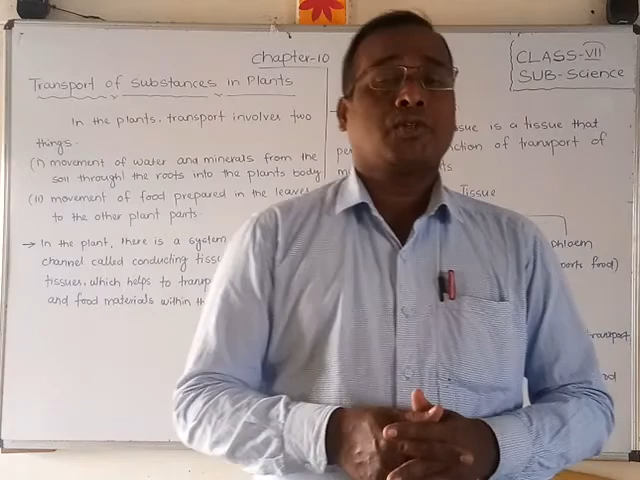 chapter-10
Transport of substances in Plants
In the plants, transport involves two
things.
(i) movement of water and minerals from the
soil through the roots into the plants body
(ii) movement of food prepared in the leaves
to the other plant parts.
→ In the plant, there is a system
channel called conducting
tissues, which helps to
and food materials within
CLASS-VII
SUB-Science
is a tissue that
of transport of
Tissue
phloem
food)
transport